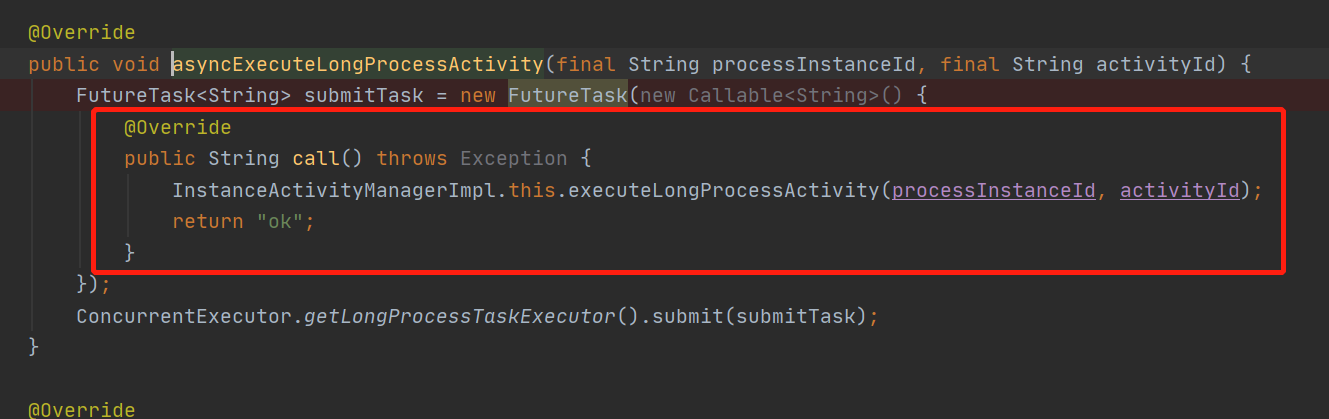 @Override
public void asyncExecuteLongProcessActivity(final String processInstanceId, final String activityId) {
FutureTask<String> submitTask = new FutureTask(new Callable<String>() {
@Override
public String call() throws Exception {
InstanceActivityManagerImpl.this.executeLongProcessActivity(processInstanceId, activityId);
return "ok";
}
});
ConcurrentExecutor.getLongProcessTaskExecutor().submit(submitTask);
}
@Override